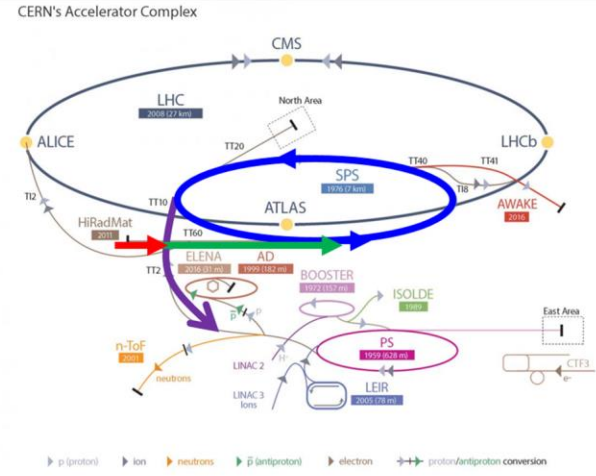 CERN's Accelerator Complex
CMS
LHC
2008 (27 km)
North Area
ALICE
LHCb
TT20
TT40
TT41
SPS
1976 (7 km)
TI8
TI2
TT10
ATLAS
AWAKE
2016
HiRadMat
2011
TT60
ELENA
2016 (31 m)
AD
1999 (182 m)
TT2
BOOSTER
1972 (157 m)
ISOLDE
1989
p
p̄
East Area
n-ToF
2001
PS
1959 (628 m)
LINAC 2
H⁻
neutrons
CTF3
e⁻
LINAC 3
Ions
LEIR
2005 (78 m)
p (proton)
ion
neutrons
p̄ (antiproton)
electron
proton/antiproton conversion